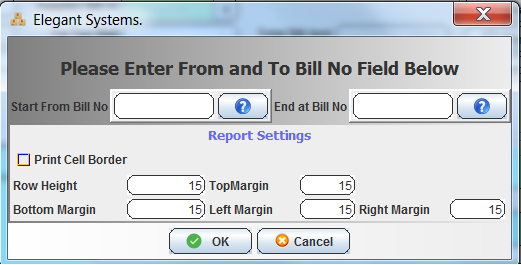 Elegant Systems.
Please Enter From and To Bill No Field Below
Start From Bill No ? End at Bill No ?
Report Settings
Print Cell Border
Row Height 15 TopMargin 15
Bottom Margin 15 Left Margin 15 Right Margin 15
OK Cancel